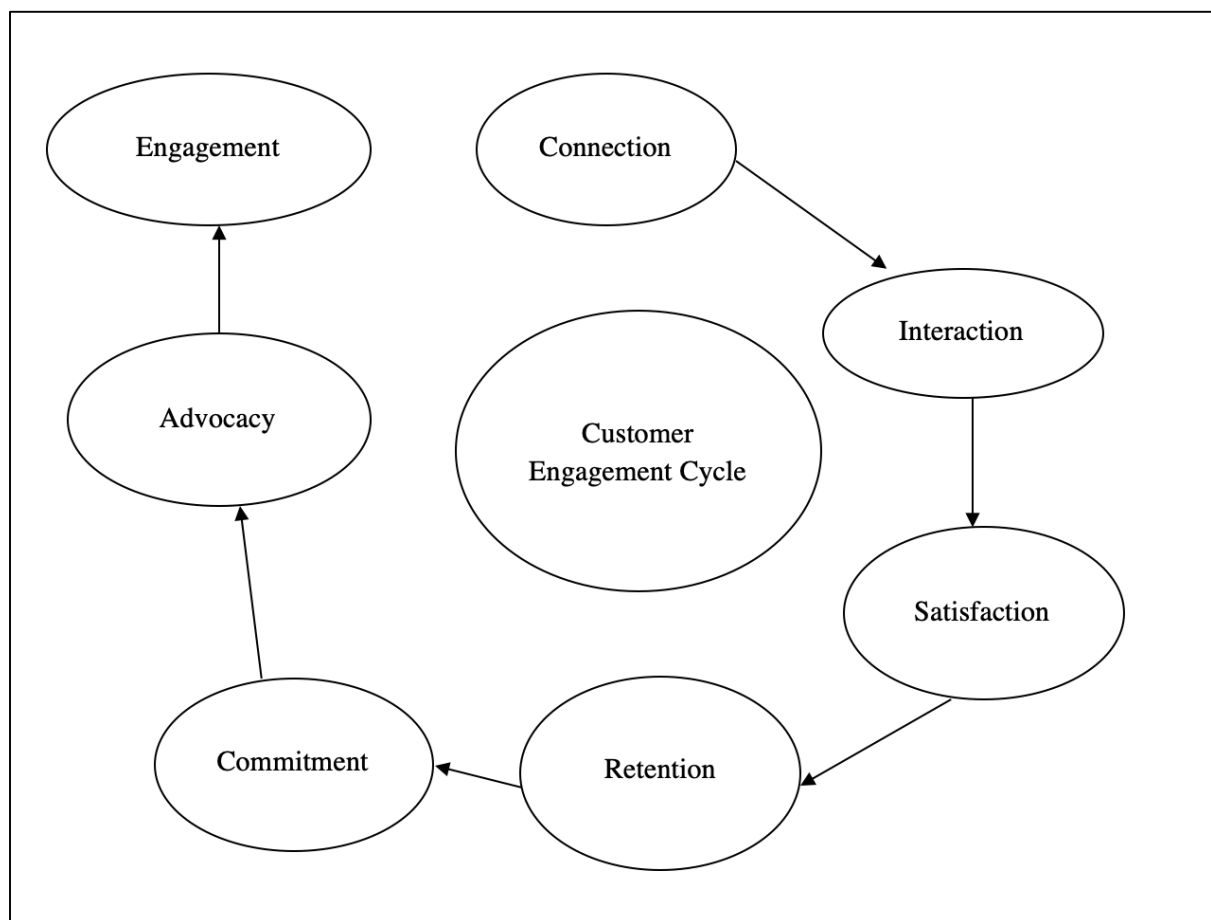 Engagement
Connection
Interaction
Advocacy
Customer
Engagement Cycle
Satisfaction
Commitment
Retention